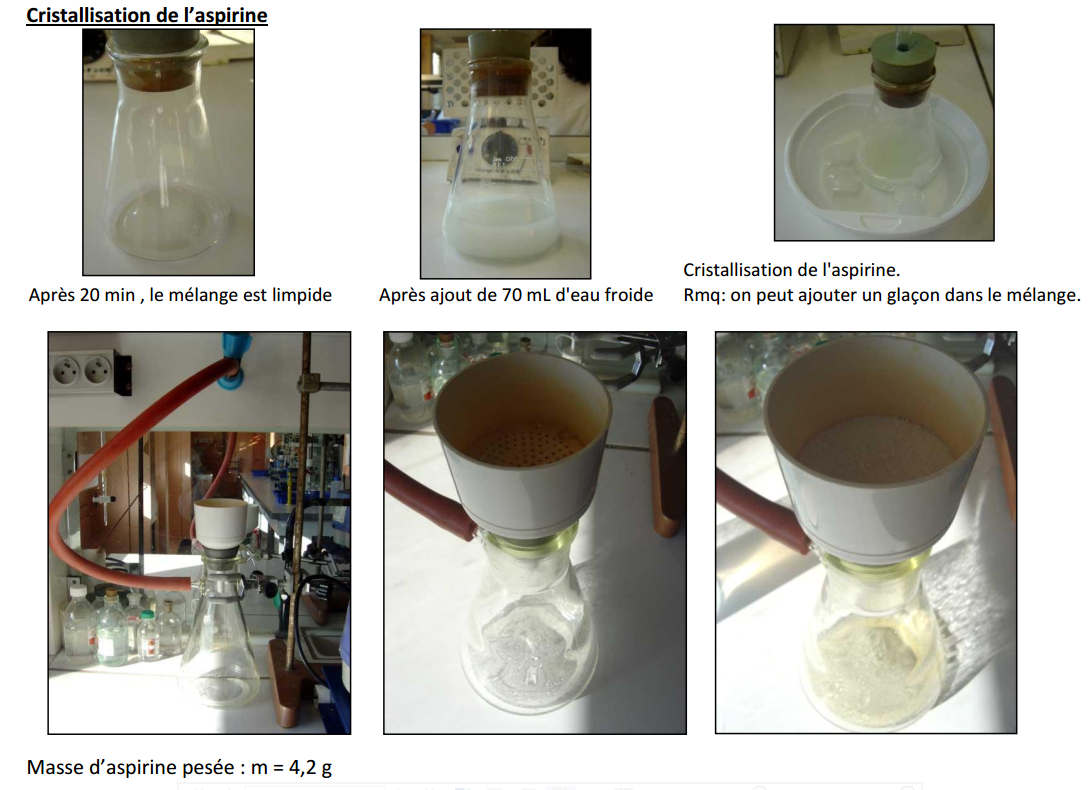 Cristallisation de l’aspirine
Après 20 min , le mélange est limpide
Après ajout de 70 mL d'eau froide
Cristallisation de l'aspirine.
Rmq: on peut ajouter un glaçon dans le mélange.
Masse d’aspirine pesée : m = 4,2 g